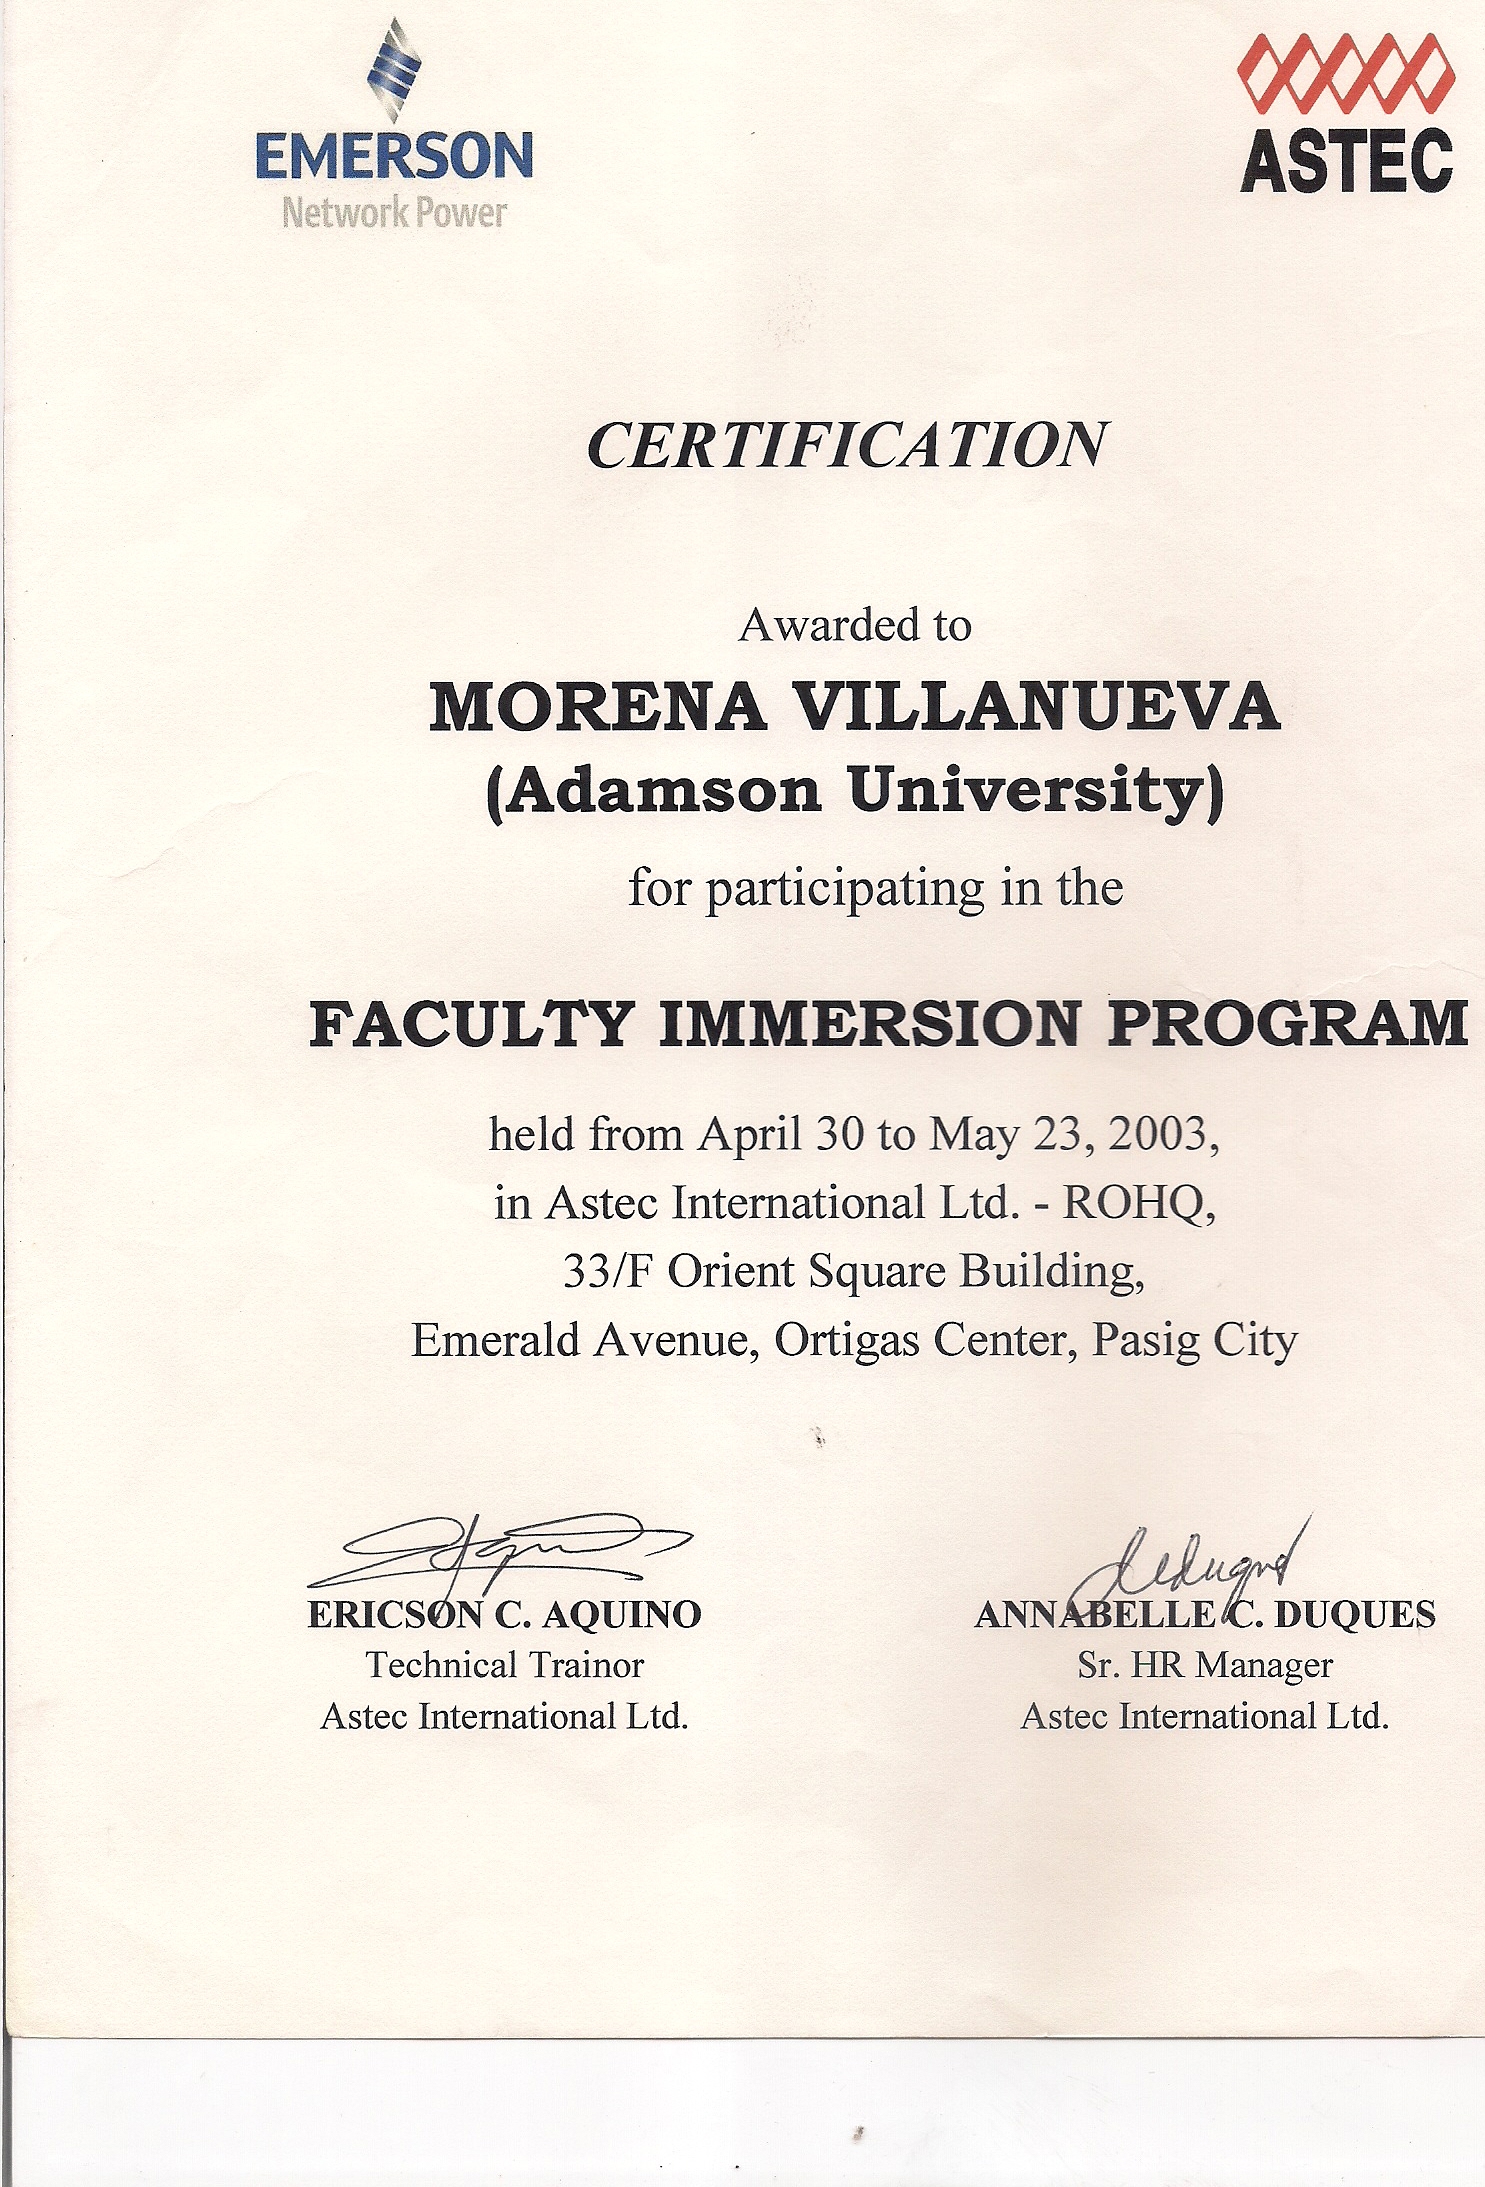 EMERSON
Network Power
ASTEC
CERTIFICATION
Awarded to
MORENA VILLANUEVA
(Adamson University)
for participating in the
FACULTY IMMERSION PROGRAM
held from April 30 to May 23, 2003,
in Astec International Ltd. - ROHQ,
33/F Orient Square Building,
Emerald Avenue, Ortigas Center, Pasig City
ERICSON C. AQUINO
Technical Trainor
Astec International Ltd.
ANNABELLE C. DUQUES
Sr. HR Manager
Astec International Ltd.